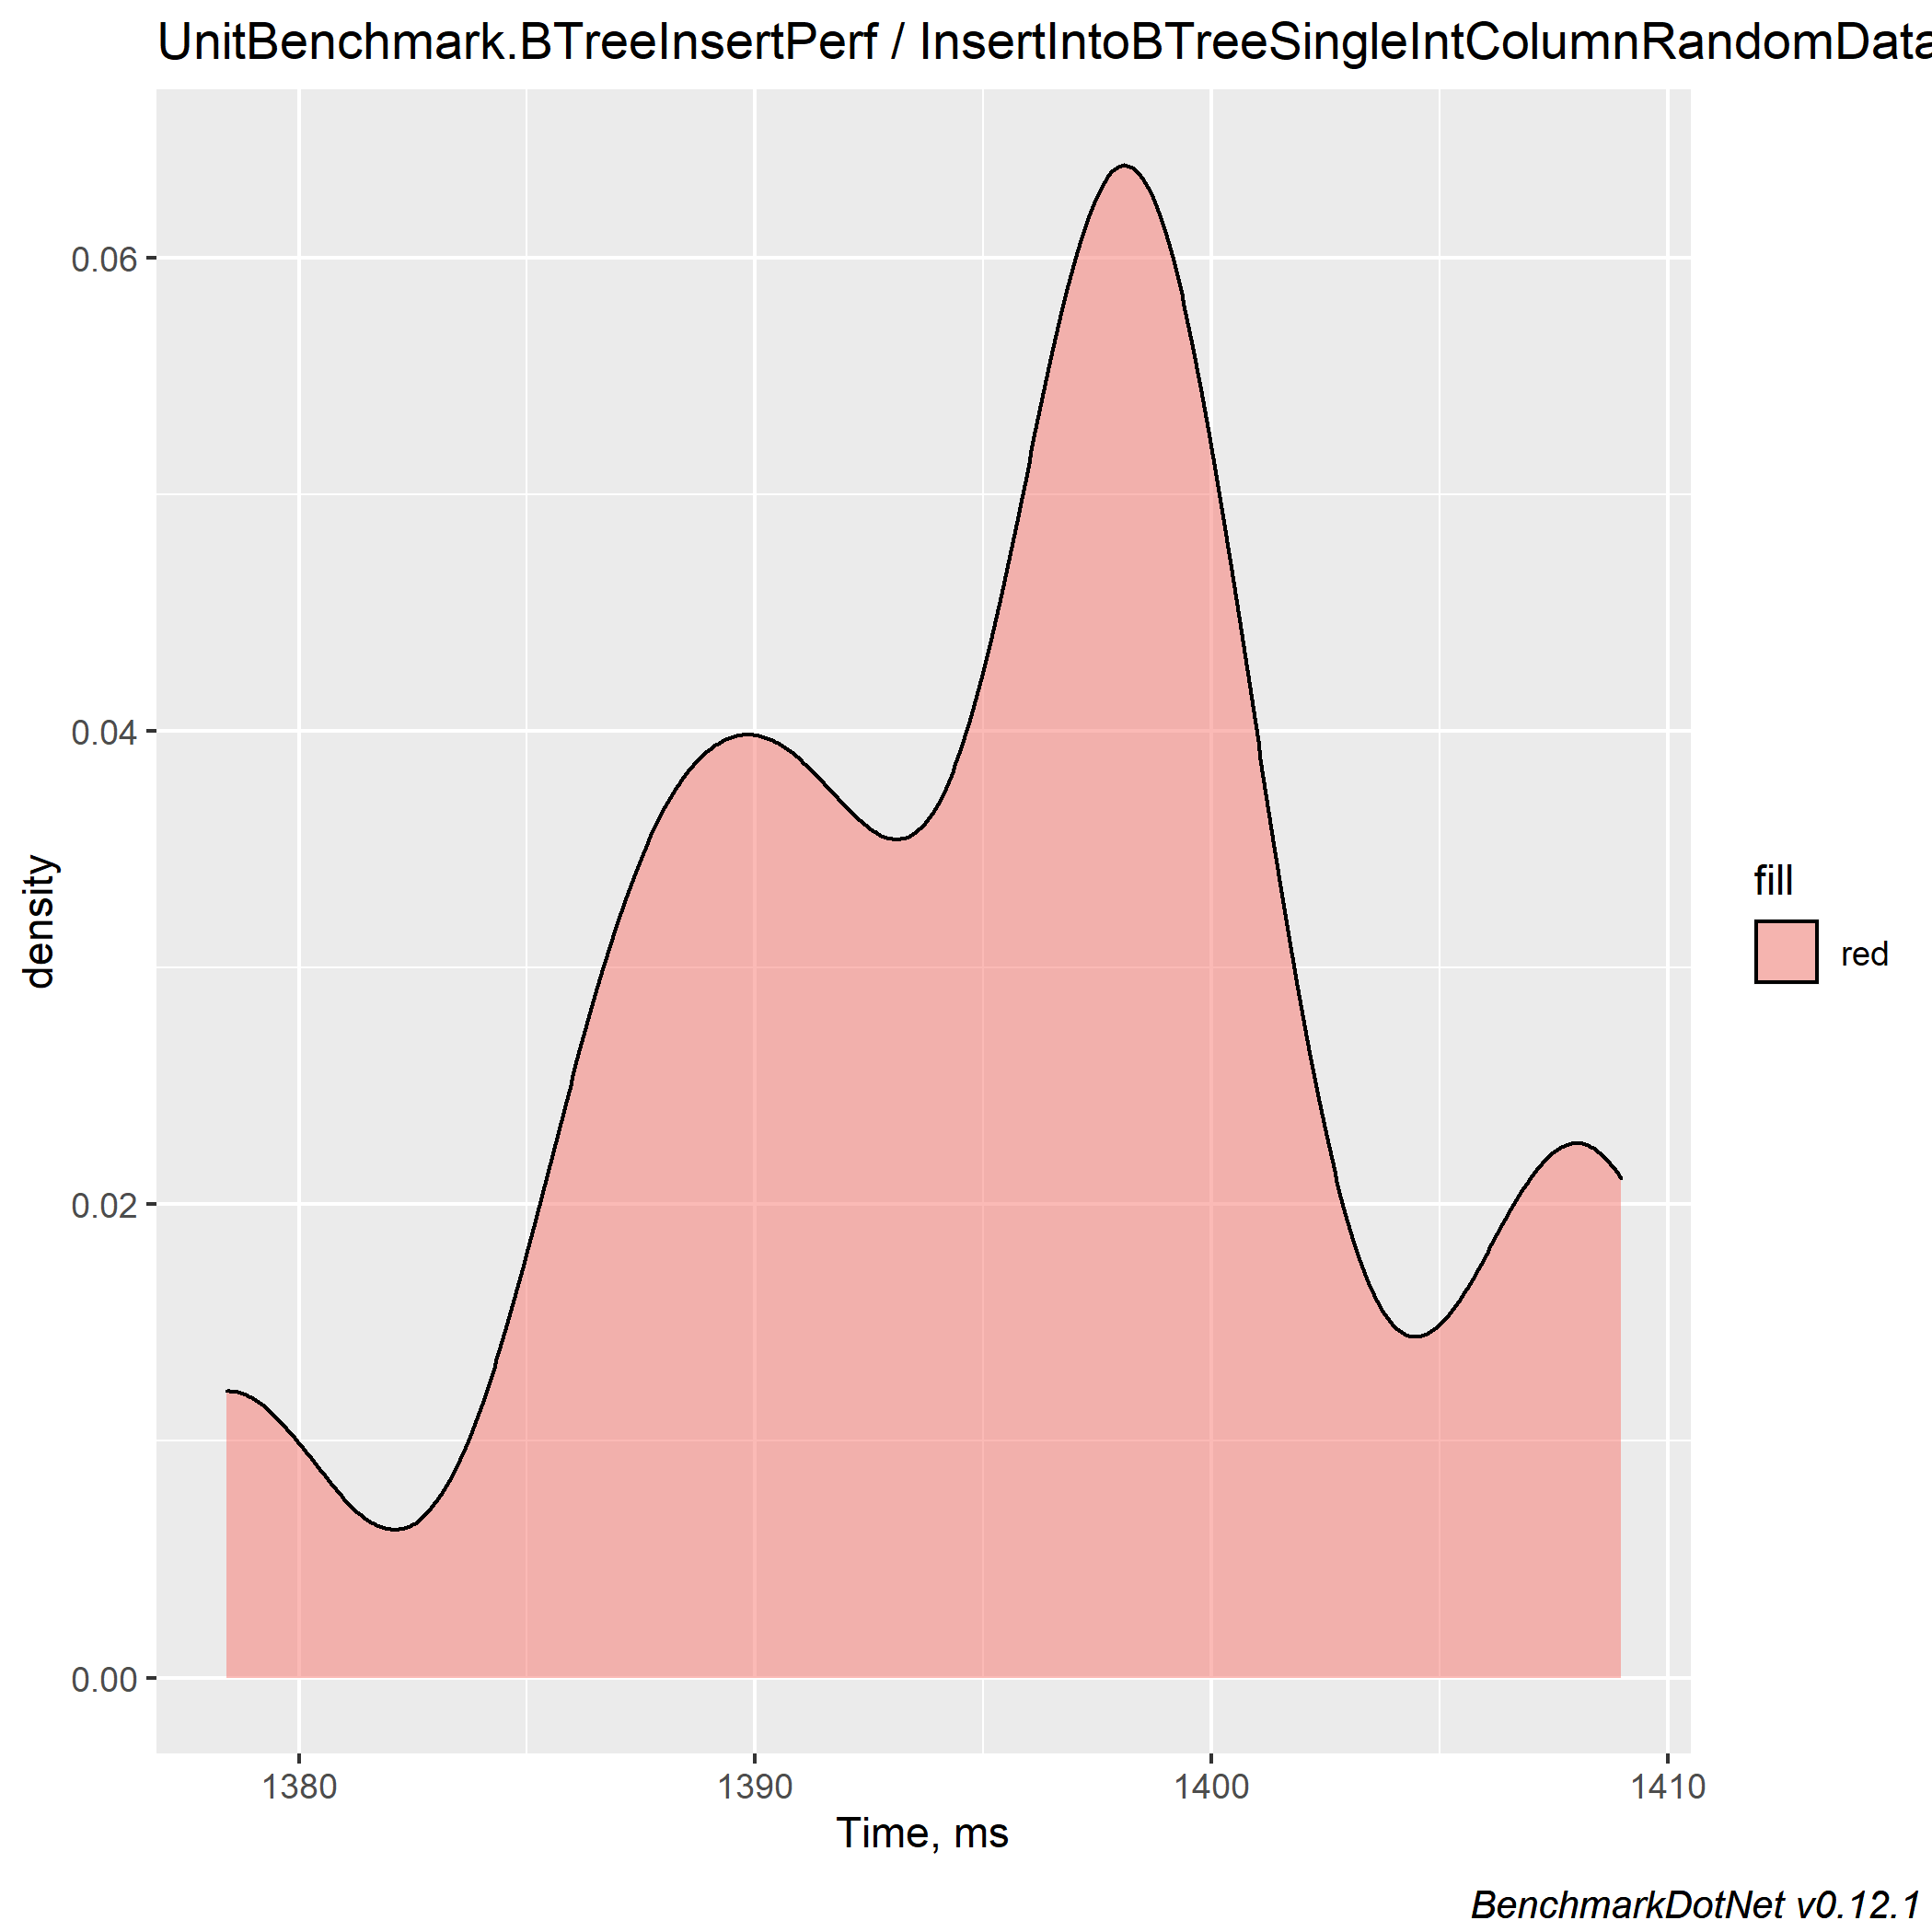 UnitBenchmark.BTreeInsertPerf / InsertIntoBTreeSingleIntColumnRandomData
0.06
0.04
0.02
0.00
density
1380 1390 1400 1410
Time, ms
fill
red
BenchmarkDotNet v0.12.1